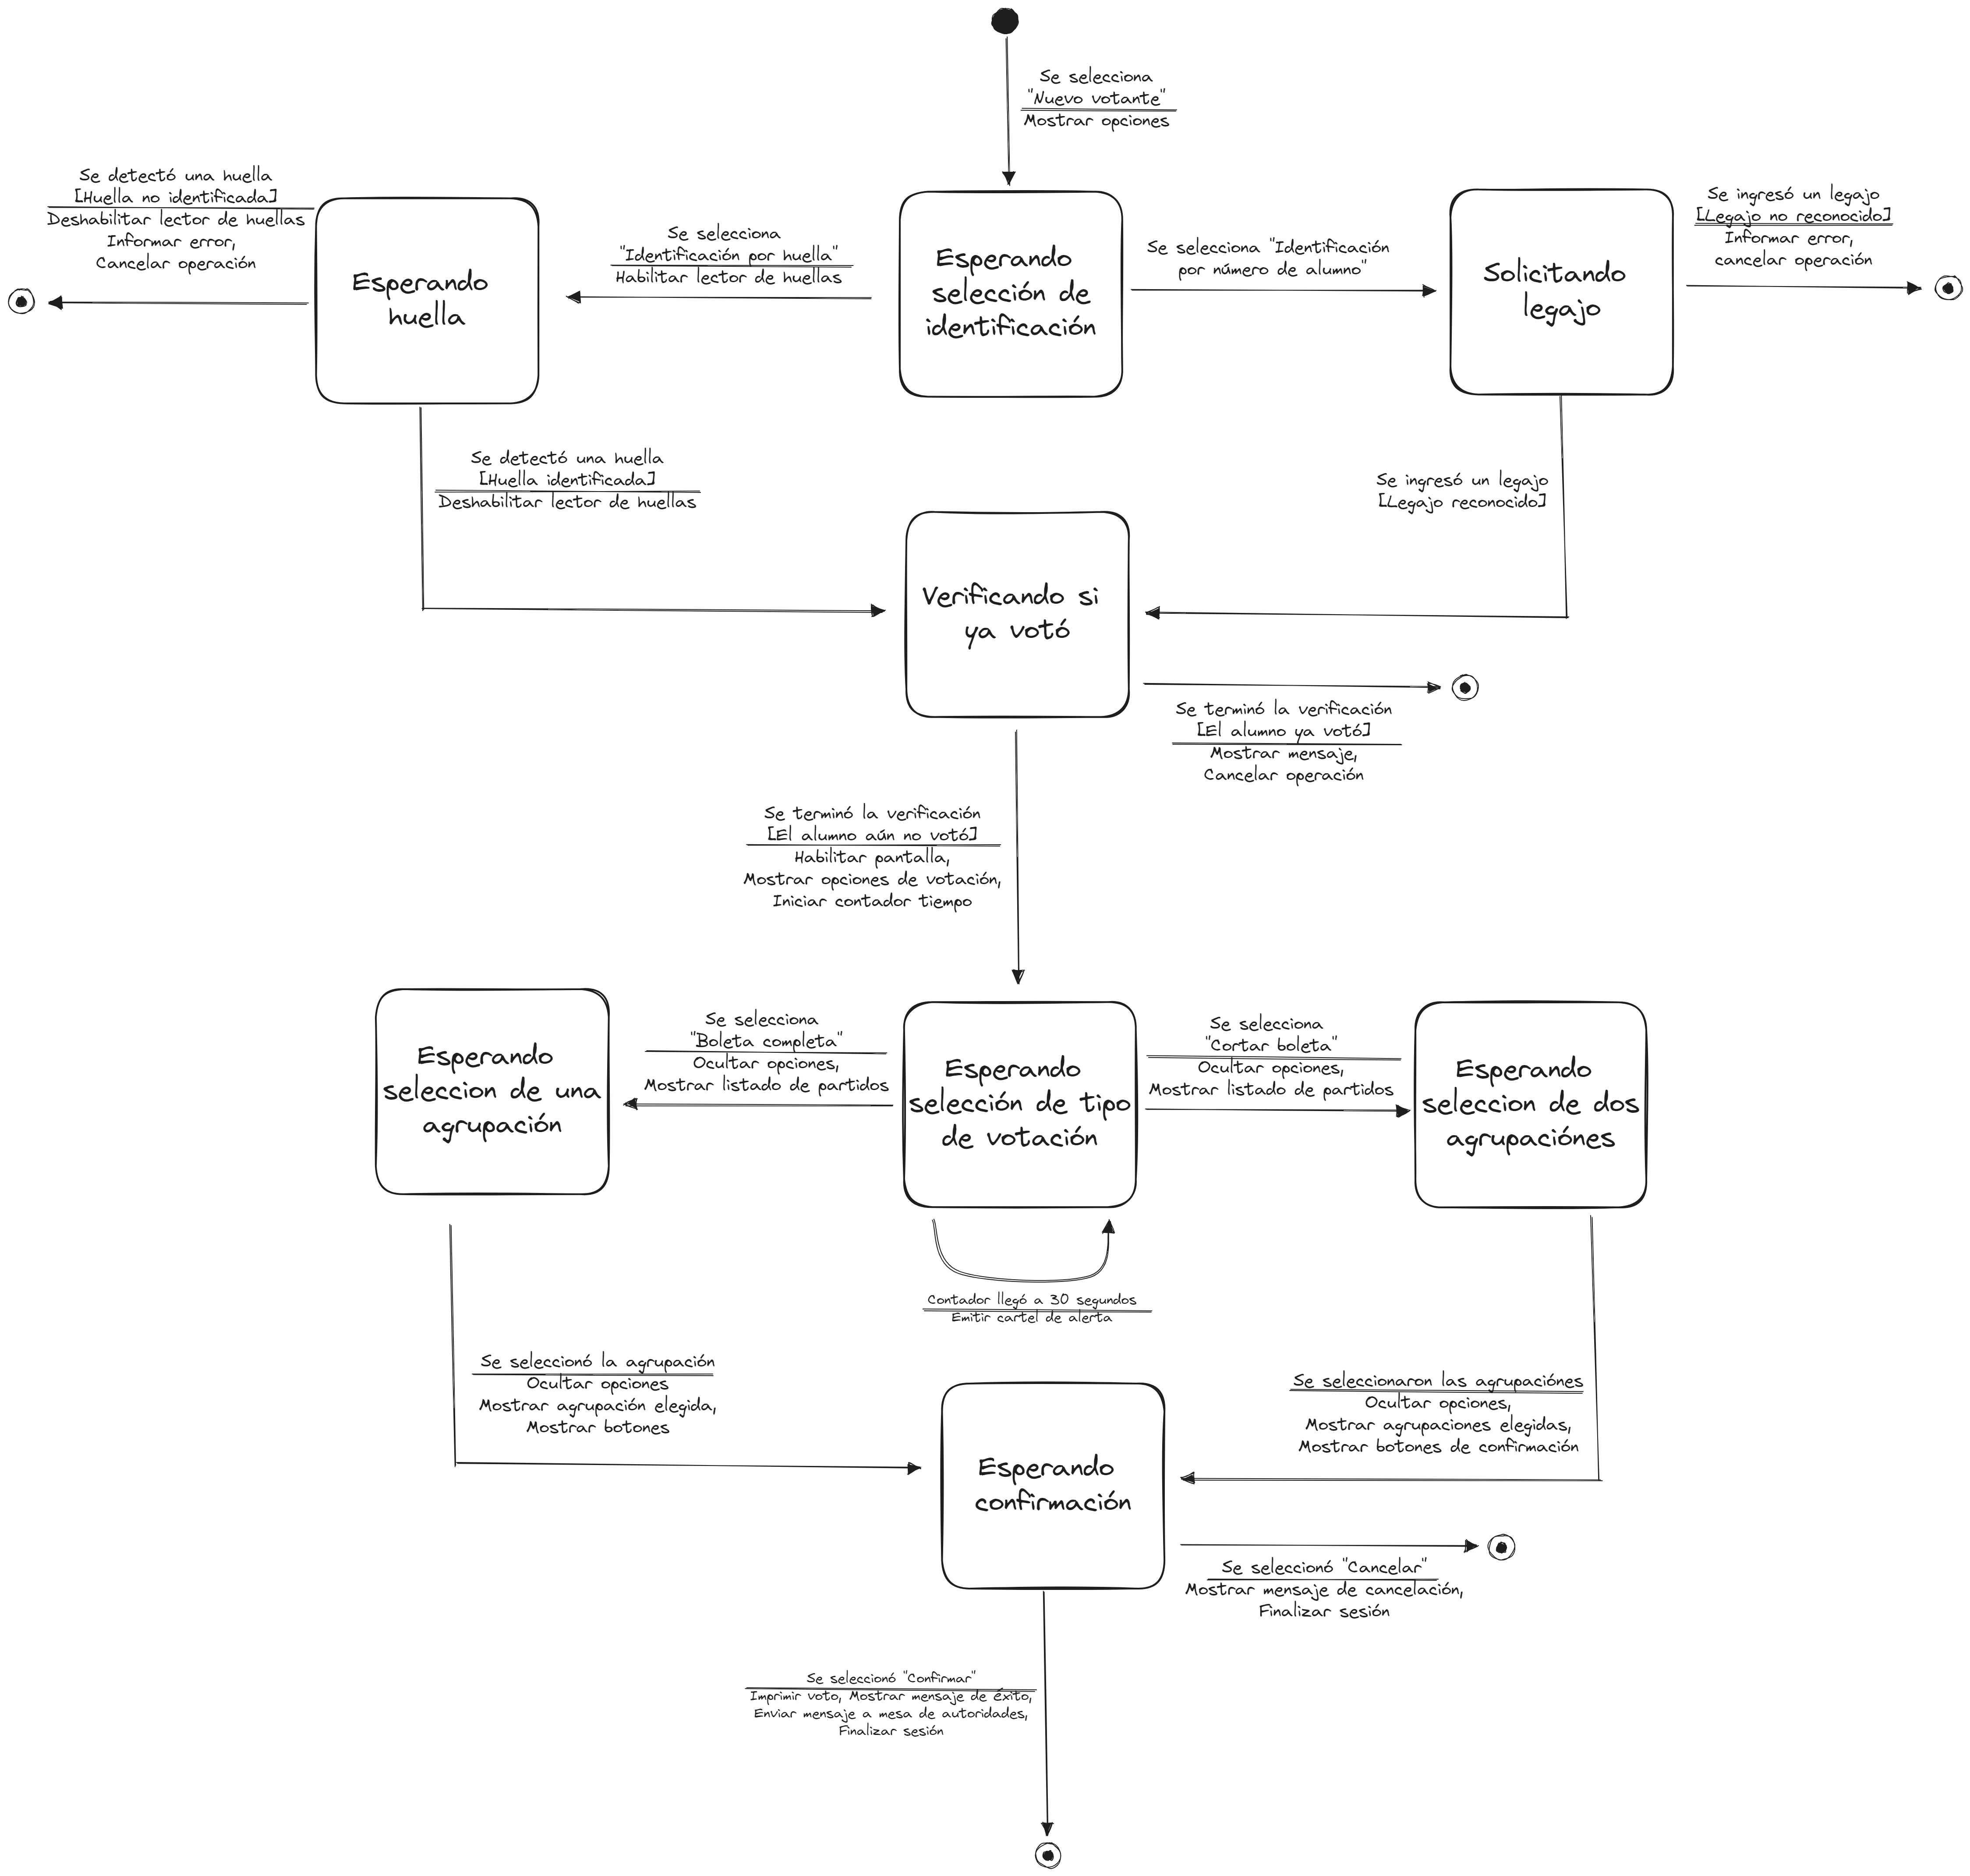 Se selecciona
"Nuevo votante"
Mostrar opciones
Se detectó una huella
[Huella no identificada]
Deshabilitar lector de huellas
Informar error,
Cancelar operación
Esperando
huella
Se selecciona
"Identificación por huella"
Habilitar lector de huellas
Esperando
selección de
identificación
Se selecciona "Identificación
por número de alumno"
Solicitando
legajo
Se ingresó un legajo
[Legajo no reconocido]
Informar error,
cancelar operación
Se detectó una huella
[Huella identificada]
Deshabilitar lector de huellas
Se ingresó un legajo
[Legajo reconocido]
Verificando si
ya votó
Se terminó la verificación
[El alumno ya votó]
Mostrar mensaje,
Cancelar operación
Se terminó la verificación
[El alumno aún no votó]
Habilitar pantalla,
Mostrar opciones de votación,
Iniciar contador tiempo
Esperando
seleccion de una
agrupación
Se selecciona
"Boleta completa"
Ocultar opciones,
Mostrar listado de partidos
Esperando
selección de tipo
de votación
Se selecciona
"Cortar boleta"
Ocultar opciones,
Mostrar listado de partidos
Esperando
seleccion de dos
agrupaciónes
Contador llegó a 30 segundos
Emitir cartel de alerta
Se seleccionó la agrupación
Ocultar opciones
Mostrar agrupación elegida,
Mostrar botones
Se seleccionaron las agrupaciónes
Ocultar opciones,
Mostrar agrupaciones elegidas,
Mostrar botones de confirmación
Esperando
confirmación
Se seleccionó "Cancelar"
Mostrar mensaje de cancelación,
Finalizar sesión
Se seleccionó "Confirmar"
Imprimir voto, Mostrar mensaje de éxito,
Enviar mensaje a mesa de autoridades,
Finalizar sesión